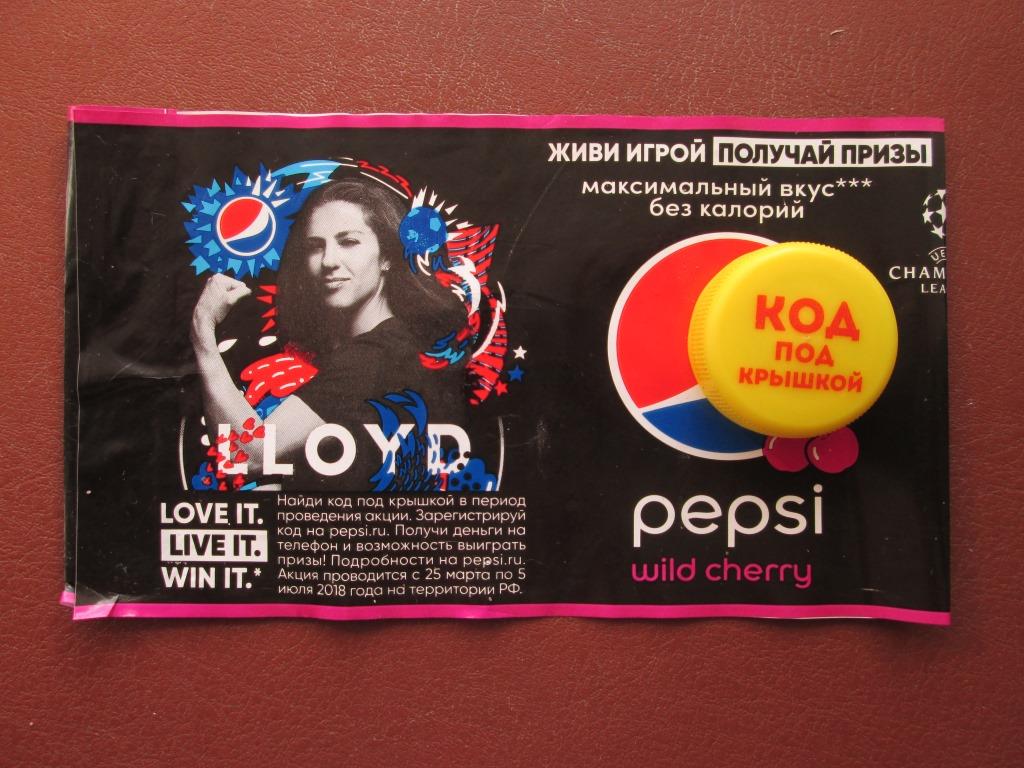 ЖИВИ ИГРОЙ ПОЛУЧАЙ ПРИЗЫ
максимальный вкус***
без калорий
CHAM
LEA
КОД
ПОД
КРЫШКОЙ
pepsi
wild cherry
LLOYD
LOVE IT.
LIVE IT.
WIN IT.*
Найди код под крышкой в период
проведения акции. Зарегистрируй
код на pepsi.ru. Получи деньги на
телефон и возможность выиграть
призы! Подробности на pepsi.ru.
Акция проводится с 25 марта по 5
июля 2018 года на территории РФ.